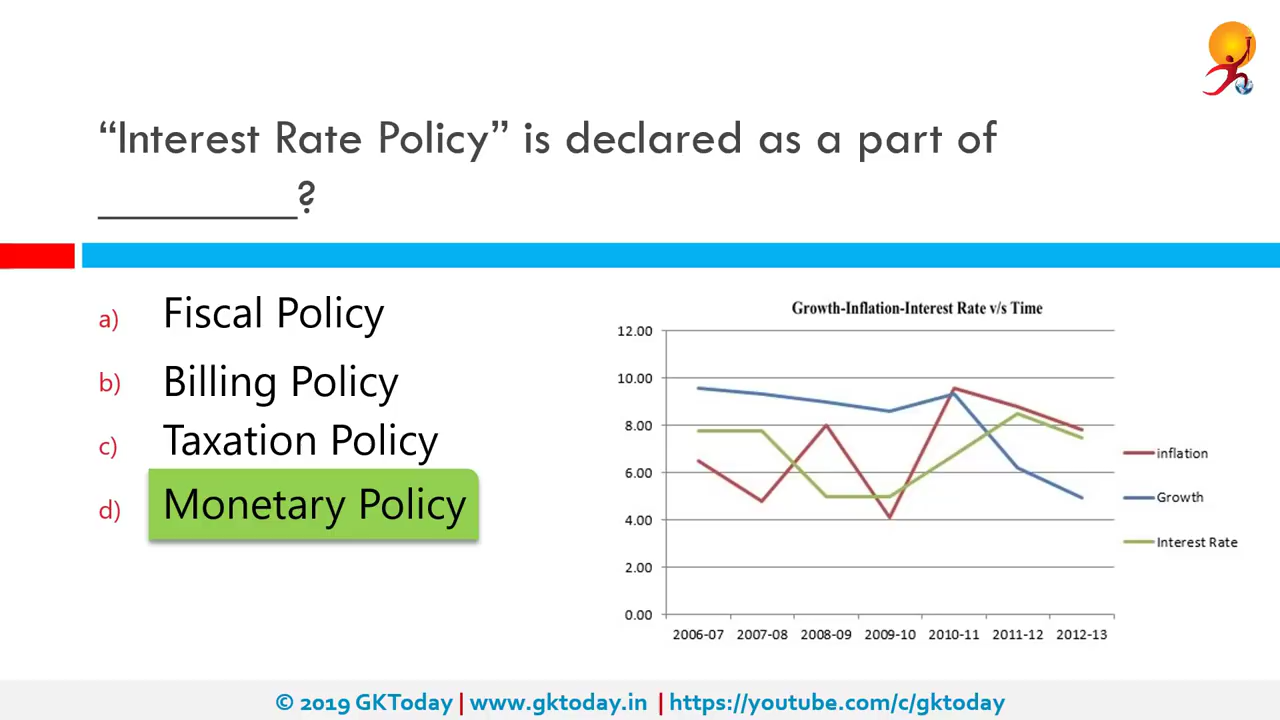 “Interest Rate Policy” is declared as a part of
_________?
a) Fiscal Policy
b) Billing Policy
c) Taxation Policy
d) Monetary Policy
Growth-Inflation-Interest Rate v/s Time
12.00
10.00
8.00
6.00
4.00
2.00
0.00
2006-07 2007-08 2008-09 2009-10 2010-11 2011-12 2012-13
inflation
Growth
Interest Rate
© 2019 GKToday | www.gktoday.in | https://youtube.com/c/gktoday